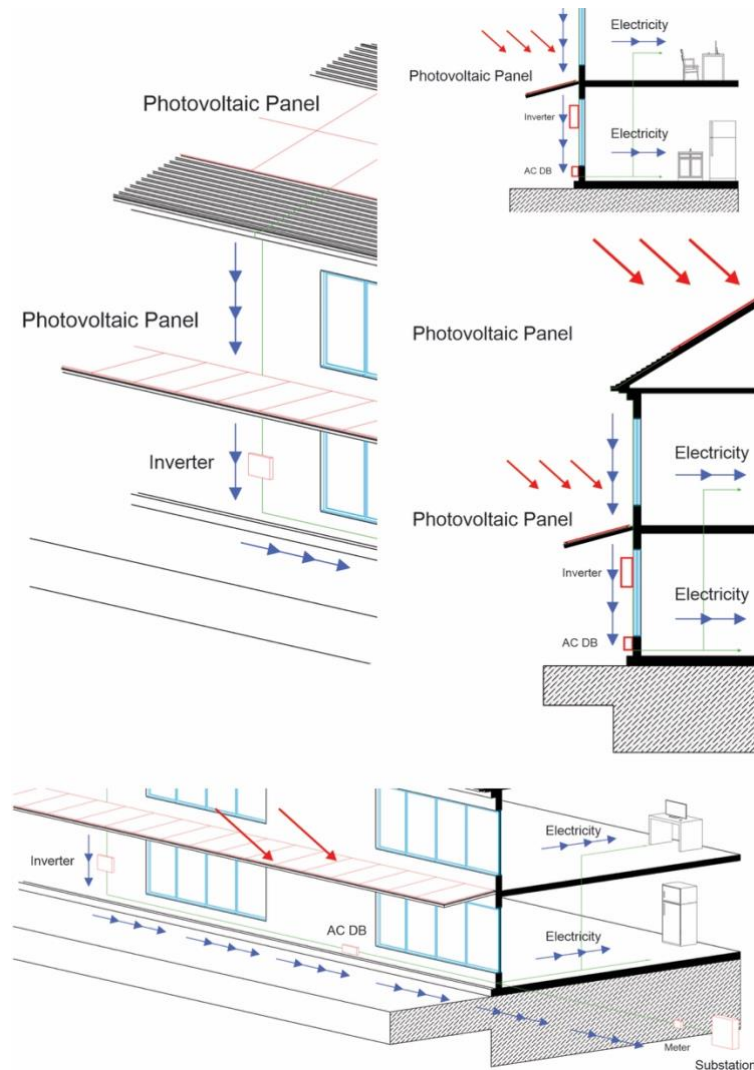 Photovoltaic Panel
Photovoltaic Panel
Inverter
Electricity
Photovoltaic Panel
Inverter
Electricity
AC DB
Photovoltaic Panel
Electricity
Photovoltaic Panel
Inverter
Electricity
AC DB
Electricity
Inverter
AC DB
Electricity
Meter
Substation